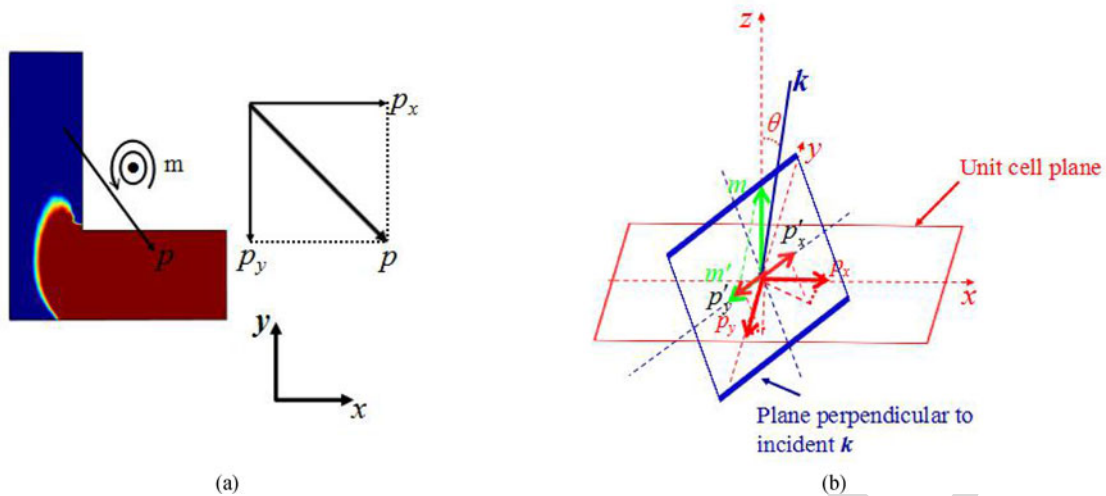 m
p
p_x
p_y
p
y
x
(a)
z
k
θ
y
Unit cell plane
m
p'_x
p_x
m'
p'_y
x
p_y
Plane perpendicular to
incident k
(b)